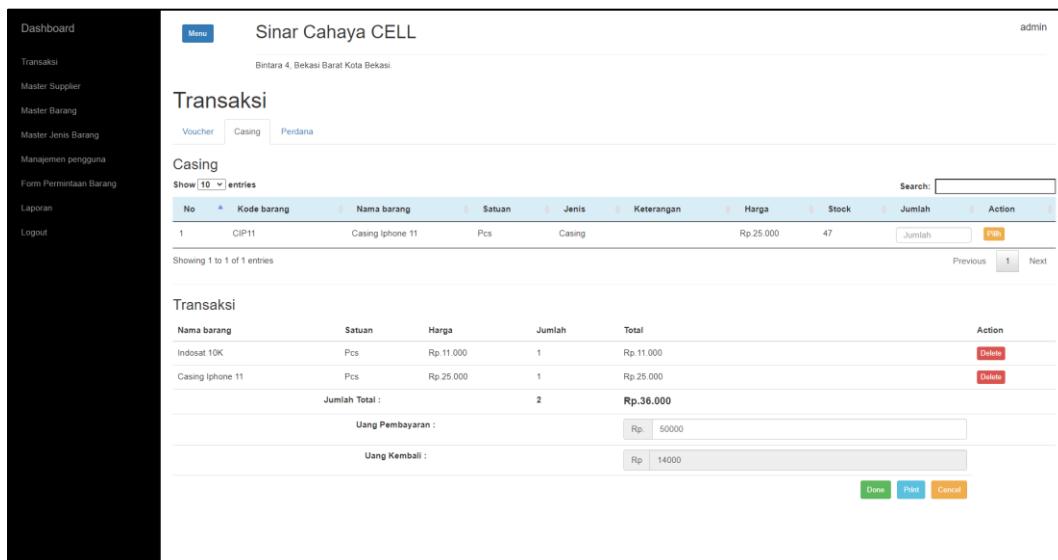 Dashboard
Transaksi
Master Supplier
Master Barang
Master Jenis Barang
Manajemen pengguna
Form Permintaan Barang
Laporan
Logout
Menu Sinar Cahaya CELL admin
Bintara 4, Bekasi Barat Kota Bekasi.
Transaksi
Voucher Casing Perdana
Casing
Show 10 entries Search:
No Kode barang Nama barang Satuan Jenis Keterangan Harga Stock Jumlah Action
1 CIP11 Casing Iphone 11 Pcs Casing Rp.25.000 47 Jumlah Pilih
Showing 1 to 1 of 1 entries Previous 1 Next
Transaksi
Nama barang Satuan Harga Jumlah Total Action
Indosat 10K Pcs Rp.11.000 1 Rp.11.000 Delete
Casing Iphone 11 Pcs Rp.25.000 1 Rp.25.000 Delete
Jumlah Total : 2 Rp.36.000
Uang Pembayaran : Rp. 50000
Uang Kembali : Rp 14000
Done Print Cancel